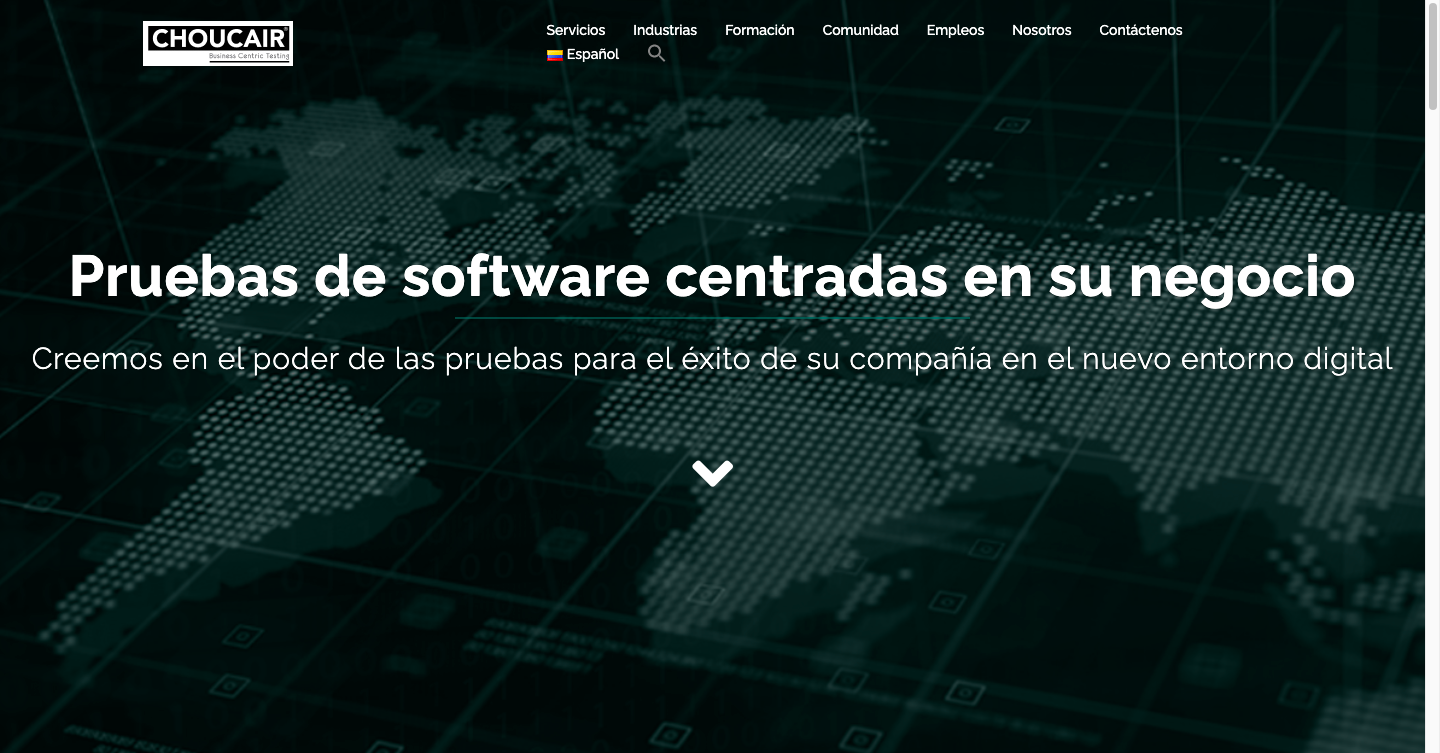 CHOUCAIR
Business Centric Testing
Servicios Industrias Formación Comunidad Empleos Nosotros Contáctenos
Español
Pruebas de software centradas en su negocio
Creemos en el poder de las pruebas para el éxito de su compañía en el nuevo entorno digital